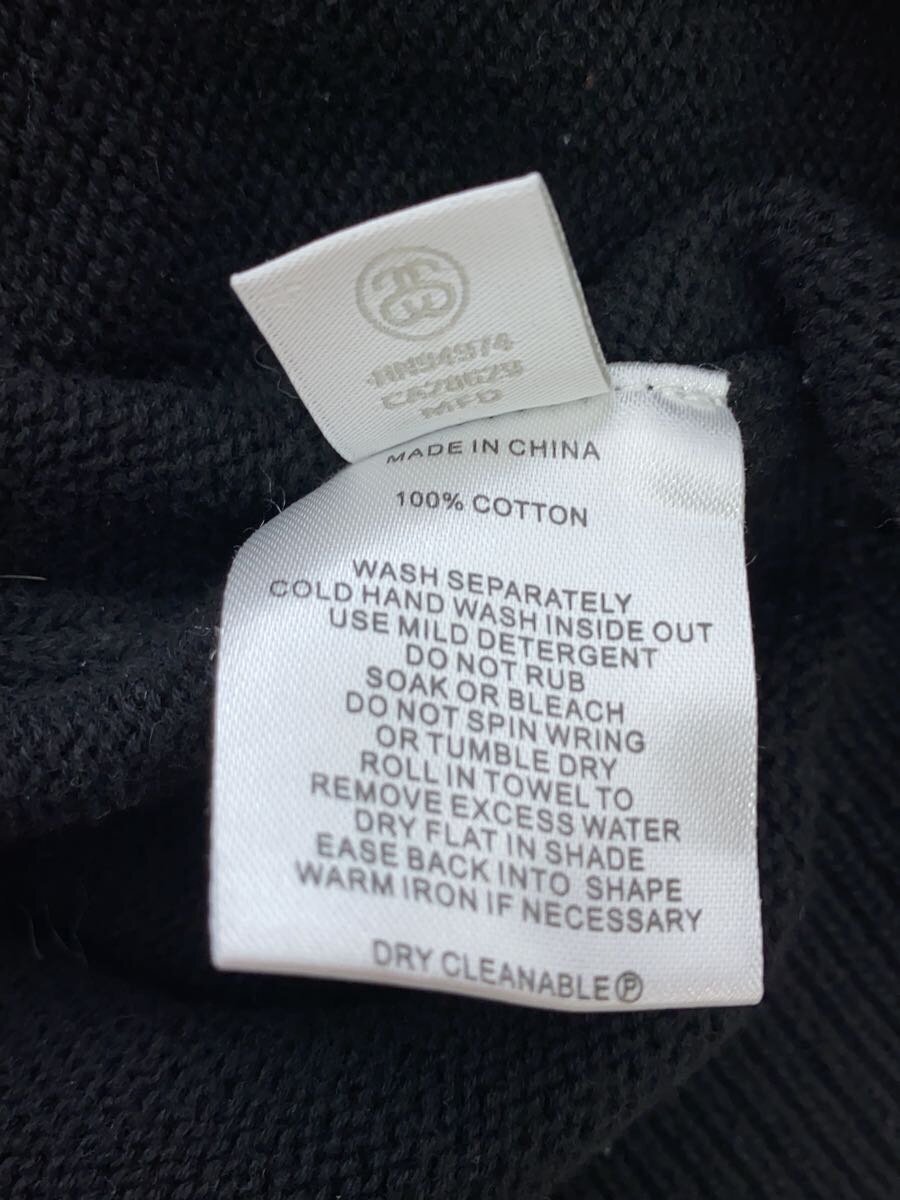 RN94974
CA28629
MFD
MADE IN CHINA
100% COTTON
WASH SEPARATELY
COLD HAND WASH INSIDE OUT
USE MILD DETERGENT
DO NOT RUB
SOAK OR BLEACH
DO NOT SPIN WRING
OR TUMBLE DRY
ROLL IN TOWEL TO
REMOVE EXCESS WATER
DRY FLAT IN SHADE
EASE BACK INTO SHAPE
WARM IRON IF NECESSARY
DRY CLEANABLE Ⓟ